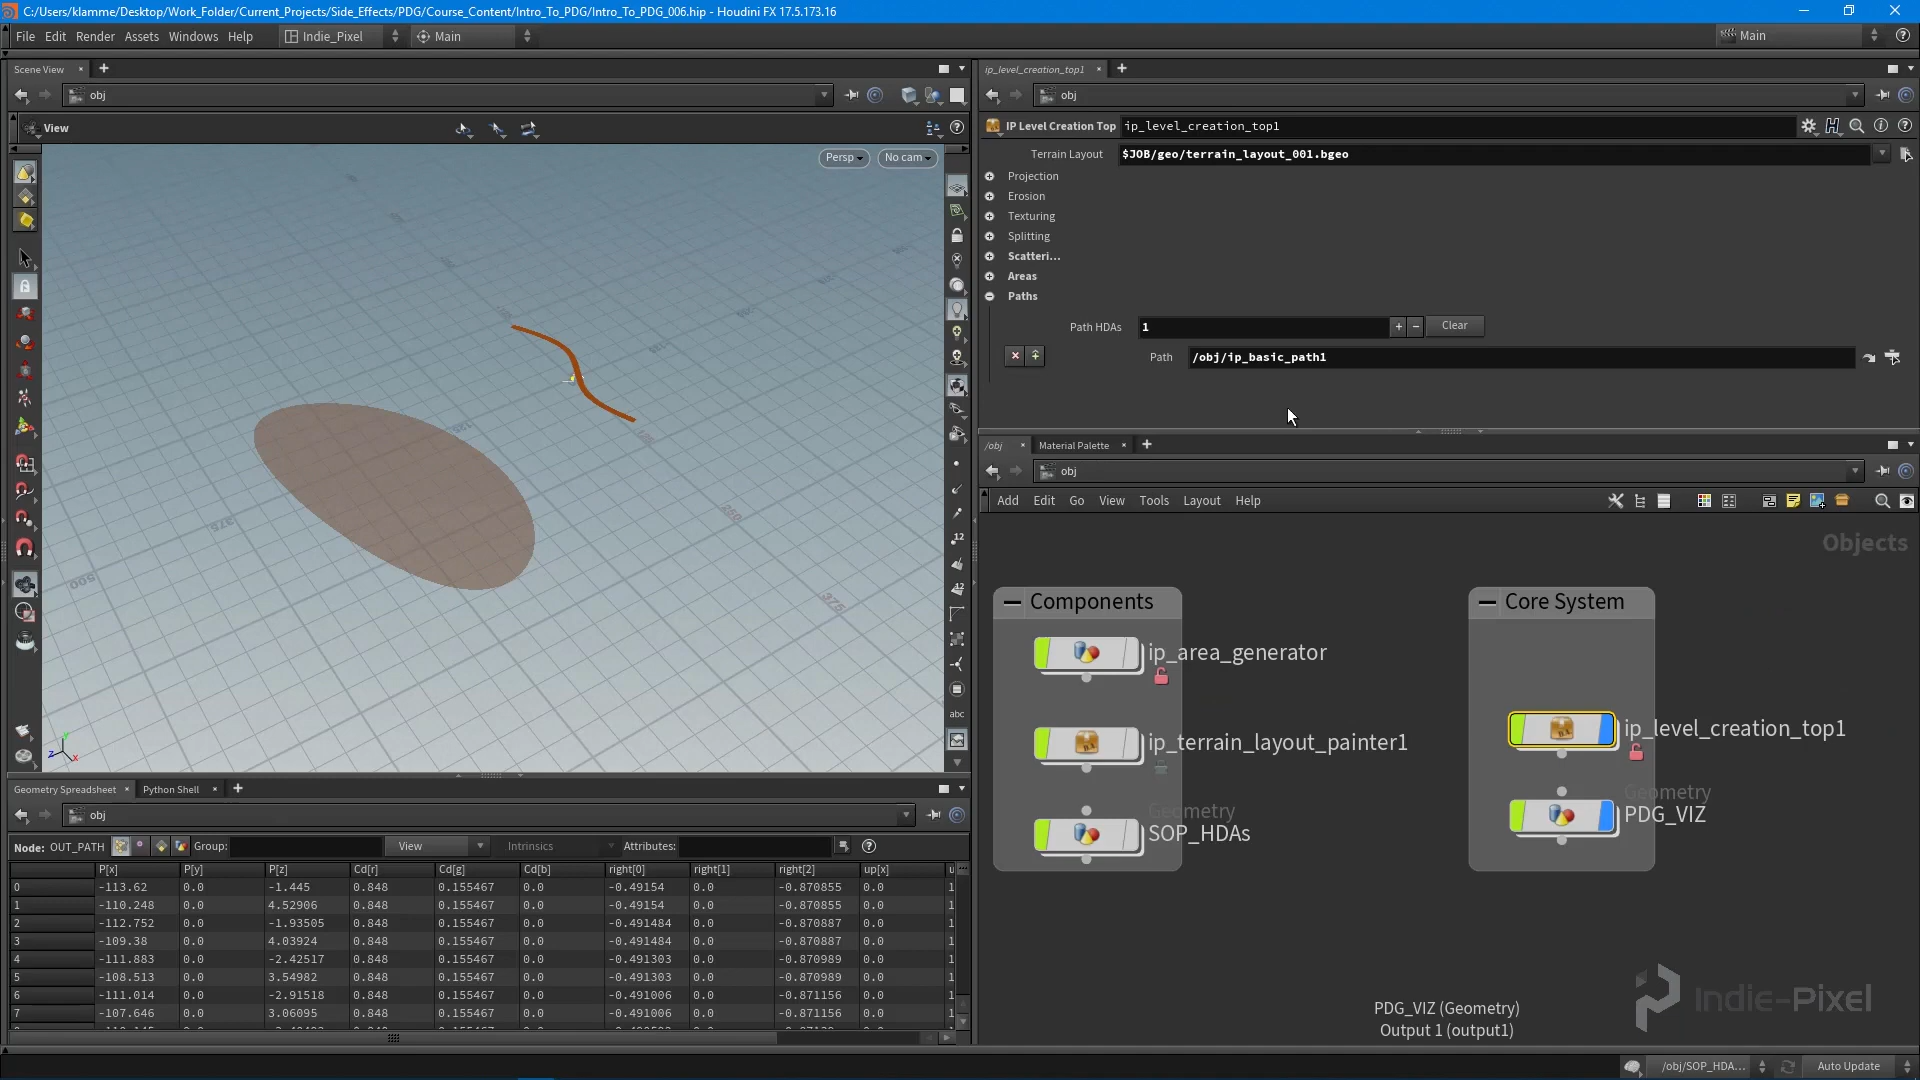 C:/Users/klamme/Desktop/Work_Folder/Current_Projects/Side_Effects/PDG/Course_Content/Intro_To_PDG/Intro_To_PDG_006.hip - Houdini FX 17.5.173.16
File Edit Render Assets Windows Help Indie_Pixel Main Main
Scene View
obj
View
Persp No cam
375
250
375
500
abc
Geometry Spreadsheet Python Shell
obj
Node: OUT_PATH Group: View Intrinsics Attributes:
P[x] P[y] P[z] Cd[r] Cd[g] Cd[b] right[0] right[1] right[2] up[x] u
0 -113.62 0.0 -1.445 0.848 0.155467 0.0 -0.49154 0.0 -0.870855 0.0 1
1 -110.248 0.0 4.52906 0.848 0.155467 0.0 -0.49154 0.0 -0.870855 0.0 1
2 -112.752 0.0 -1.93505 0.848 0.155467 0.0 -0.491484 0.0 -0.870887 0.0 1
3 -109.38 0.0 4.03924 0.848 0.155467 0.0 -0.491484 0.0 -0.870887 0.0 1
4 -111.883 0.0 -2.42517 0.848 0.155467 0.0 -0.491303 0.0 -0.870989 0.0 1
5 -108.513 0.0 3.54982 0.848 0.155467 0.0 -0.491303 0.0 -0.870989 0.0 1
6 -111.014 0.0 -2.91518 0.848 0.155467 0.0 -0.491006 0.0 -0.871156 0.0 1
7 -107.646 0.0 3.06095 0.848 0.155467 0.0 -0.491006 0.0 -0.871156 0.0 1
ip_level_creation_top1
obj
IP Level Creation Top ip_level_creation_top1
Terrain Layout $JOB/geo/terrain_layout_001.bgeo
Projection
Erosion
Texturing
Splitting
Scatteri...
Areas
Paths
Path HDAs 1 + - Clear
Path /obj/ip_basic_path1
/obj Material Palette
obj
Add Edit Go View Tools Layout Help
Objects
Components
ip_area_generator
ip_terrain_layout_painter1
Geometry
SOP_HDAs
Core System
ip_level_creation_top1
Geometry
PDG_VIZ
PDG_VIZ (Geometry)
Output 1 (output1)
Indie-Pixel
/obj/SOP_HDA... Auto Update